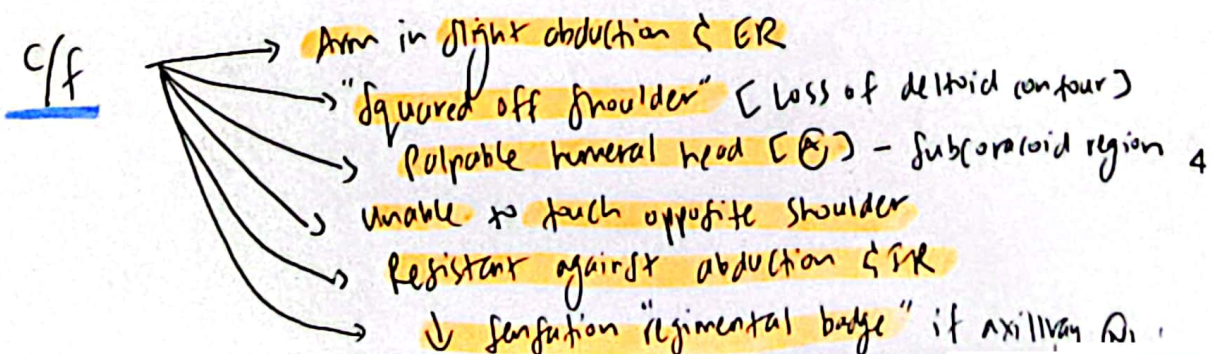 c/f
Arm in slight abduction & ER
"Squared off shoulder" [Loss of deltoid contour]
Palpable humeral head [A] - Subcoracoid region 4
unable to touch opposite shoulder
Resistant against abduction & IR
↓ sensation "regimental badge" if axillary